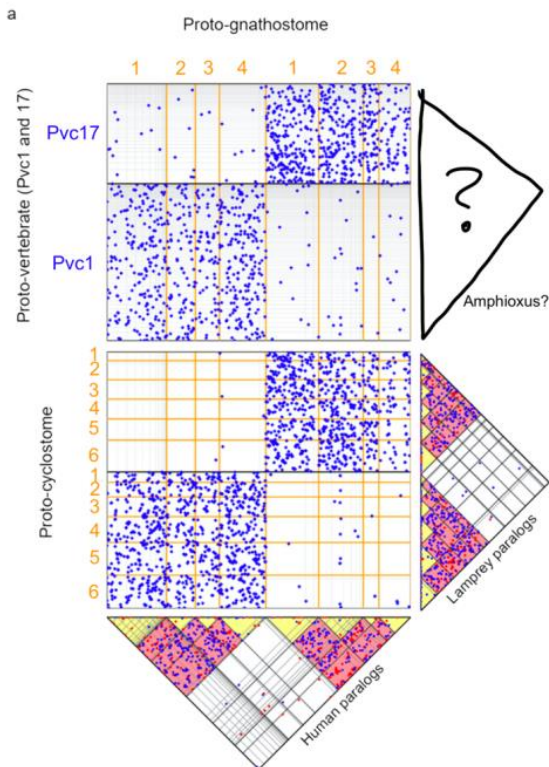 a
Proto-gnathostome
1 2 3 4 1 2 3 4
Proto-vertebrate (Pvc1 and 17)
Pvc17
Pvc1
?
Amphioxus?
Proto-cyclostome
1
2
3
4
5
6
1
2
3
4
5
6
Lamprey paralogs
Human paralogs